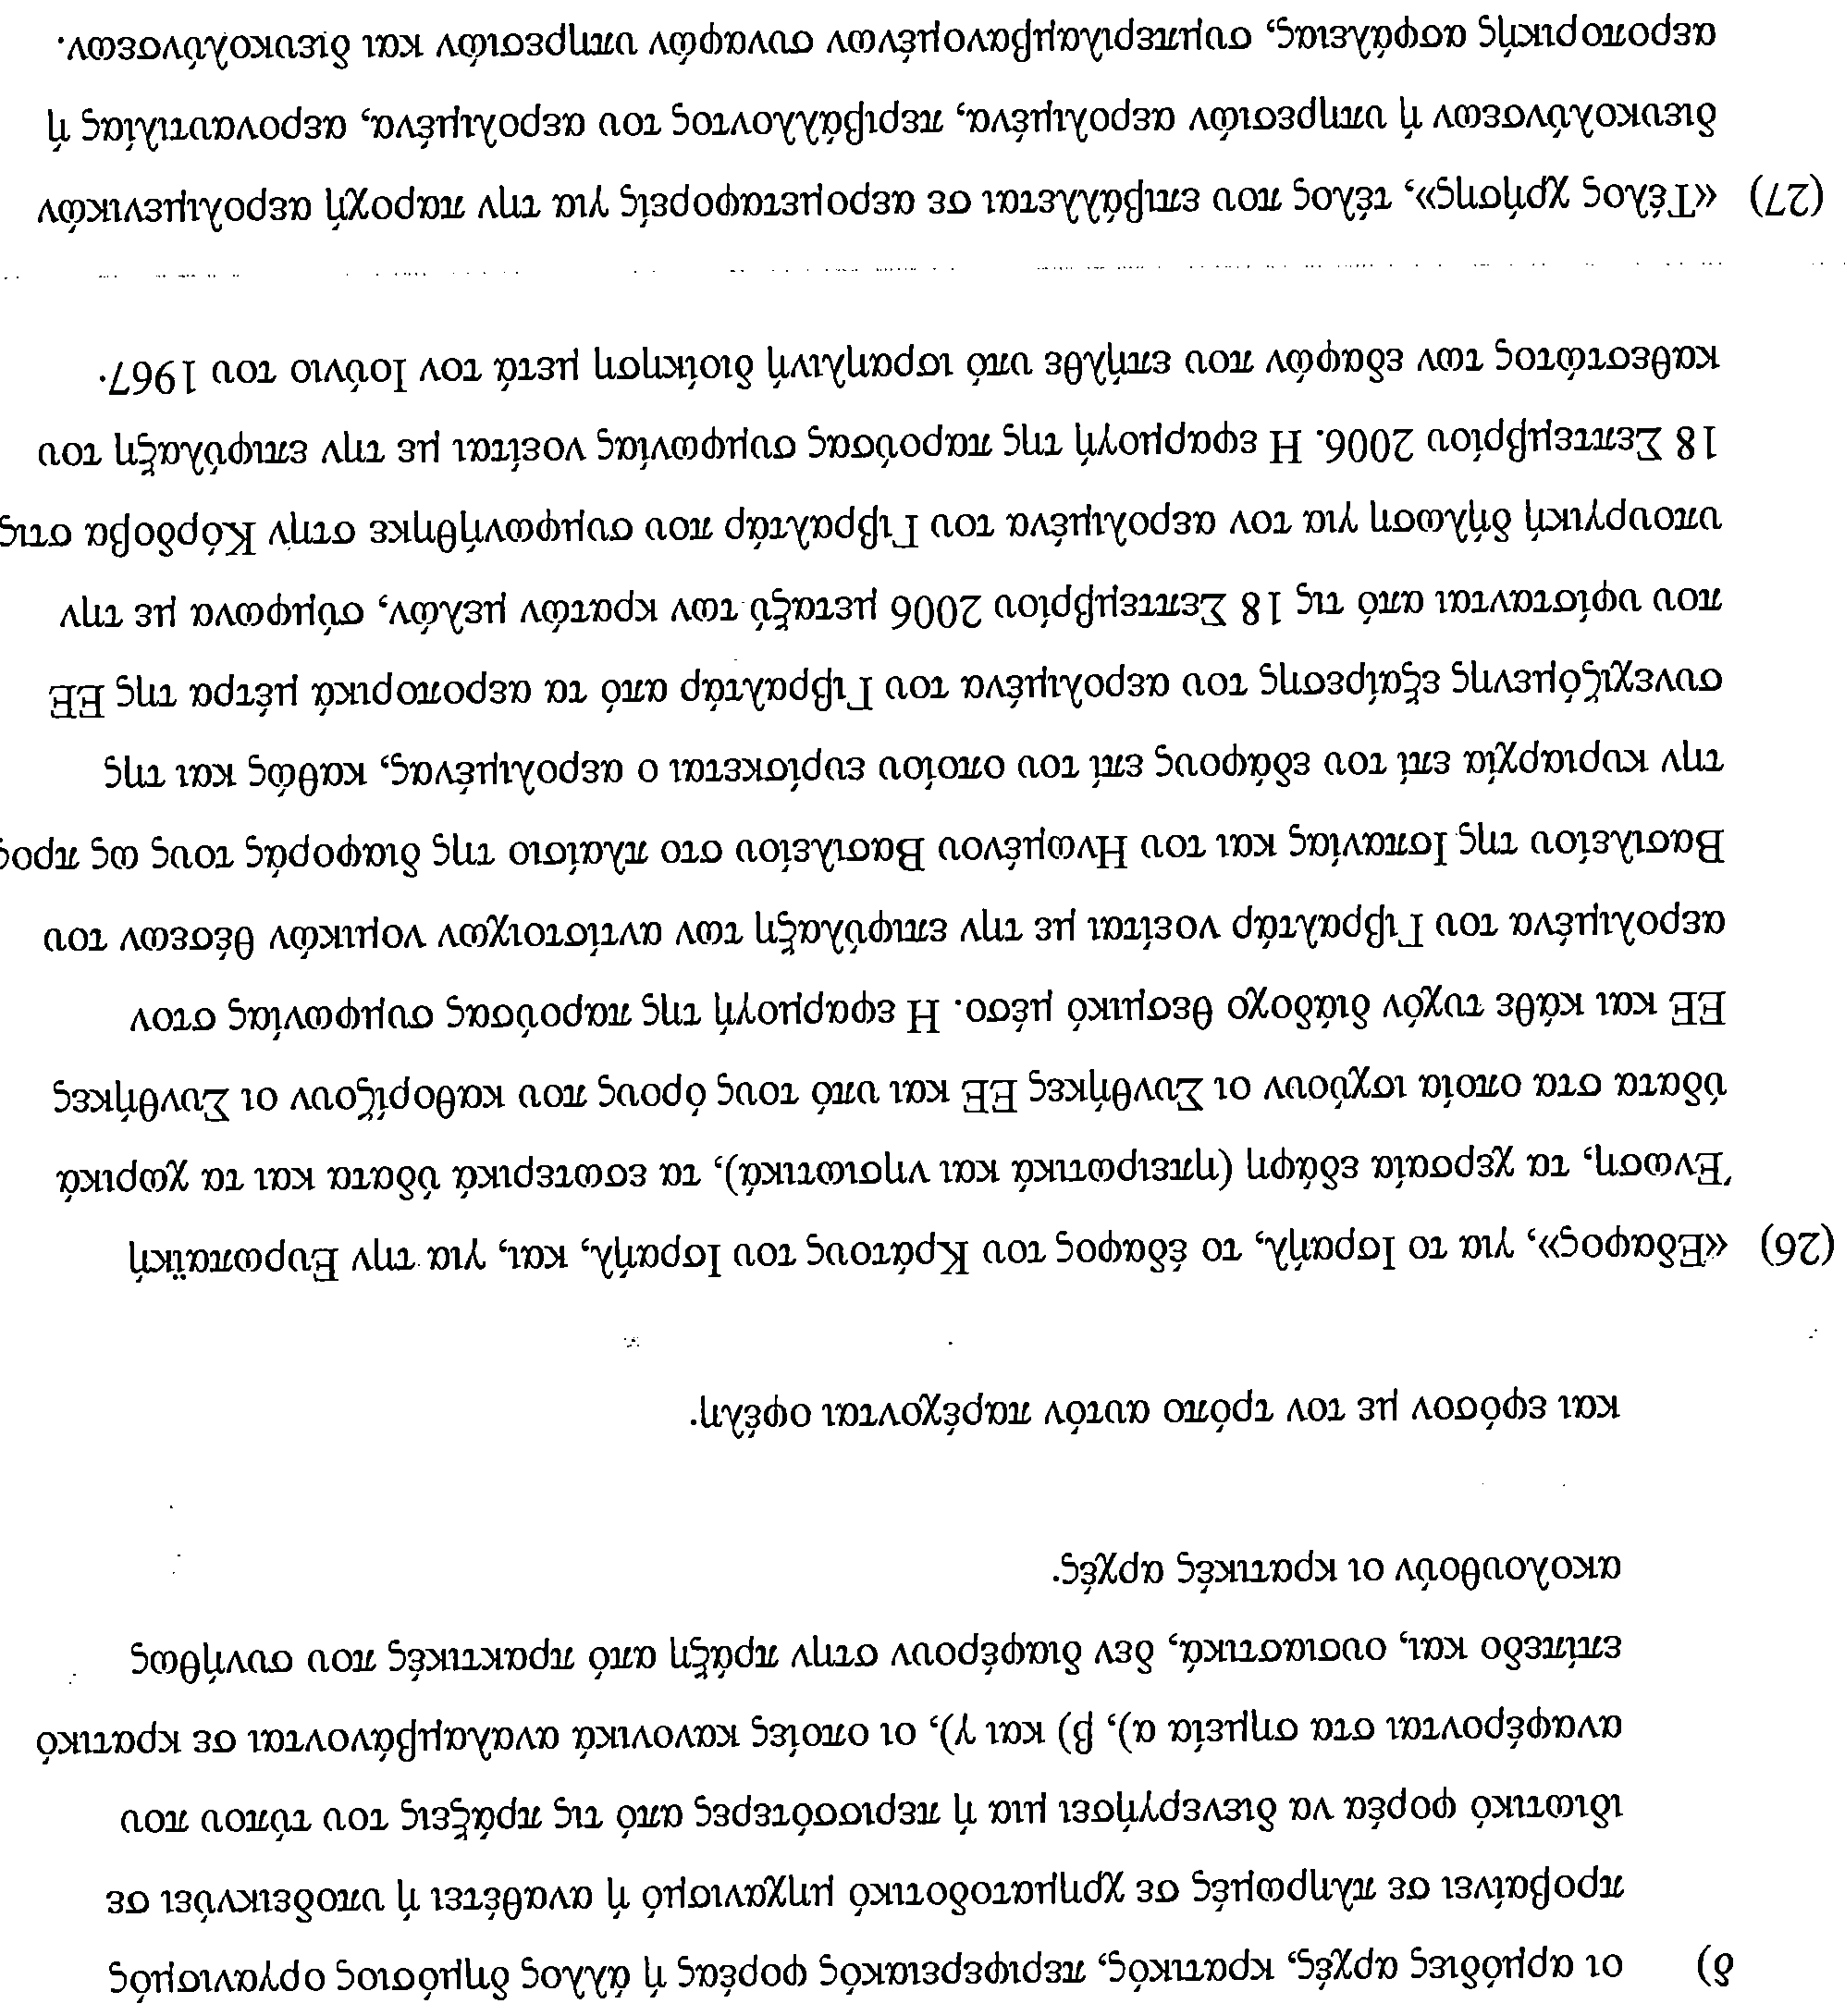 δ) οι αρμόδιες αρχές, κρατικός, περιφερειακός φορέας ή άλλος δημόσιος οργανισμός
προβαίνει σε πληρωμές σε χρηματοδοτικό μηχανισμό ή αναθέτει ή υποδεικνύει σε
ιδιωτικό φορέα να διενεργήσει μια ή περισσότερες από τις πράξεις του τύπου που
αναφέρονται στα σημεία α), β) και γ), οι οποίες κανονικά αναλαμβάνονται σε κρατικό
επίπεδο και, ουσιαστικά, δεν διαφέρουν στην πράξη από πρακτικές που συνήθως
ακολουθούν οι κρατικές αρχές·
και εφόσον με τον τρόπο αυτόν παρέχονται οφέλη.
(26) «Έδαφος», για το Ισραήλ, το έδαφος του Κράτους του Ισραήλ, και, για την Ευρωπαϊκή
Ένωση, τα χερσαία εδάφη (ηπειρωτικά και νησιωτικά), τα εσωτερικά ύδατα και τα χωρικά
ύδατα στα οποία ισχύουν οι Συνθήκες ΕΕ και υπό τους όρους που καθορίζουν οι Συνθήκες
ΕΕ και κάθε τυχόν διάδοχο θεσμικό μέσο. Η εφαρμογή της παρούσας συμφωνίας στον
αερολιμένα του Γιβραλτάρ νοείται με την επιφύλαξη των αντίστοιχων νομικών θέσεων του
Βασιλείου της Ισπανίας και του Ηνωμένου Βασιλείου στο πλαίσιο της διαφοράς τους ως προς
την κυριαρχία επί του εδάφους επί του οποίου ευρίσκεται ο αερολιμένας, καθώς και της
συνεχιζόμενης εξαίρεσης του αερολιμένα του Γιβραλτάρ από τα αεροπορικά μέτρα της ΕΕ
που υφίστανται από τις 18 Σεπτεμβρίου 2006 μεταξύ των κρατών μελών, σύμφωνα με την
υπουργική δήλωση για τον αερολιμένα του Γιβραλτάρ που συμφωνήθηκε στην Κόρδοβα στις
18 Σεπτεμβρίου 2006. Η εφαρμογή της παρούσας συμφωνίας νοείται με την επιφύλαξη του
καθεστώτος των εδαφών που επήλθε υπό ισραηλινή διοίκηση μετά τον Ιούνιο του 1967·
(27) «Τέλος χρήσης», τέλος που επιβάλλεται σε αερομεταφορείς για την παροχή αερολιμενικών
διευκολύνσεων ή υπηρεσιών αερολιμένα, περιβάλλοντος του αερολιμένα, αεροναυτιλίας ή
αεροπορικής ασφάλειας, συμπεριλαμβανομένων συναφών υπηρεσιών και διευκολύνσεων.